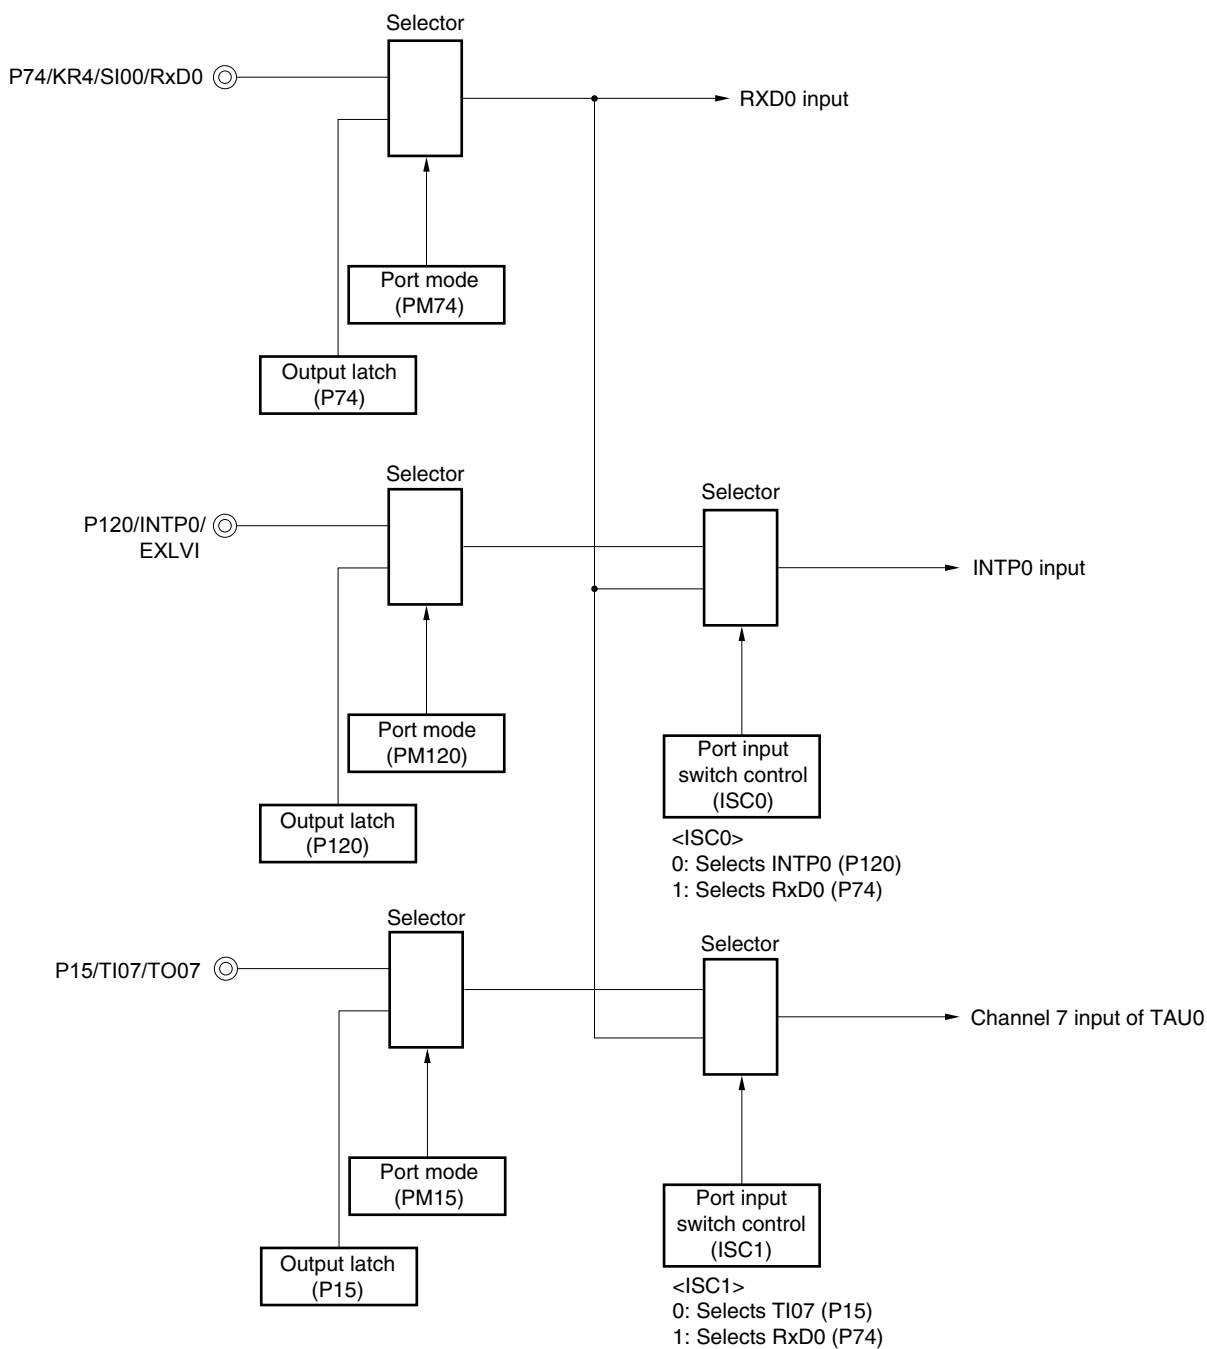 Selector
P74/KR4/SI00/RxD0
RXD0 input
Port mode
(PM74)
Output latch
(P74)
Selector
P120/INTP0/
EXLVI
Selector
INTP0 input
Port mode
(PM120)
Port input
switch control
(ISC0)
Output latch
(P120)
<ISC0>
0: Selects INTP0 (P120)
1: Selects RxD0 (P74)
Selector
P15/TI07/TO07
Selector
Channel 7 input of TAU0
Port mode
(PM15)
Port input
switch control
(ISC1)
Output latch
(P15)
<ISC1>
0: Selects TI07 (P15)
1: Selects RxD0 (P74)